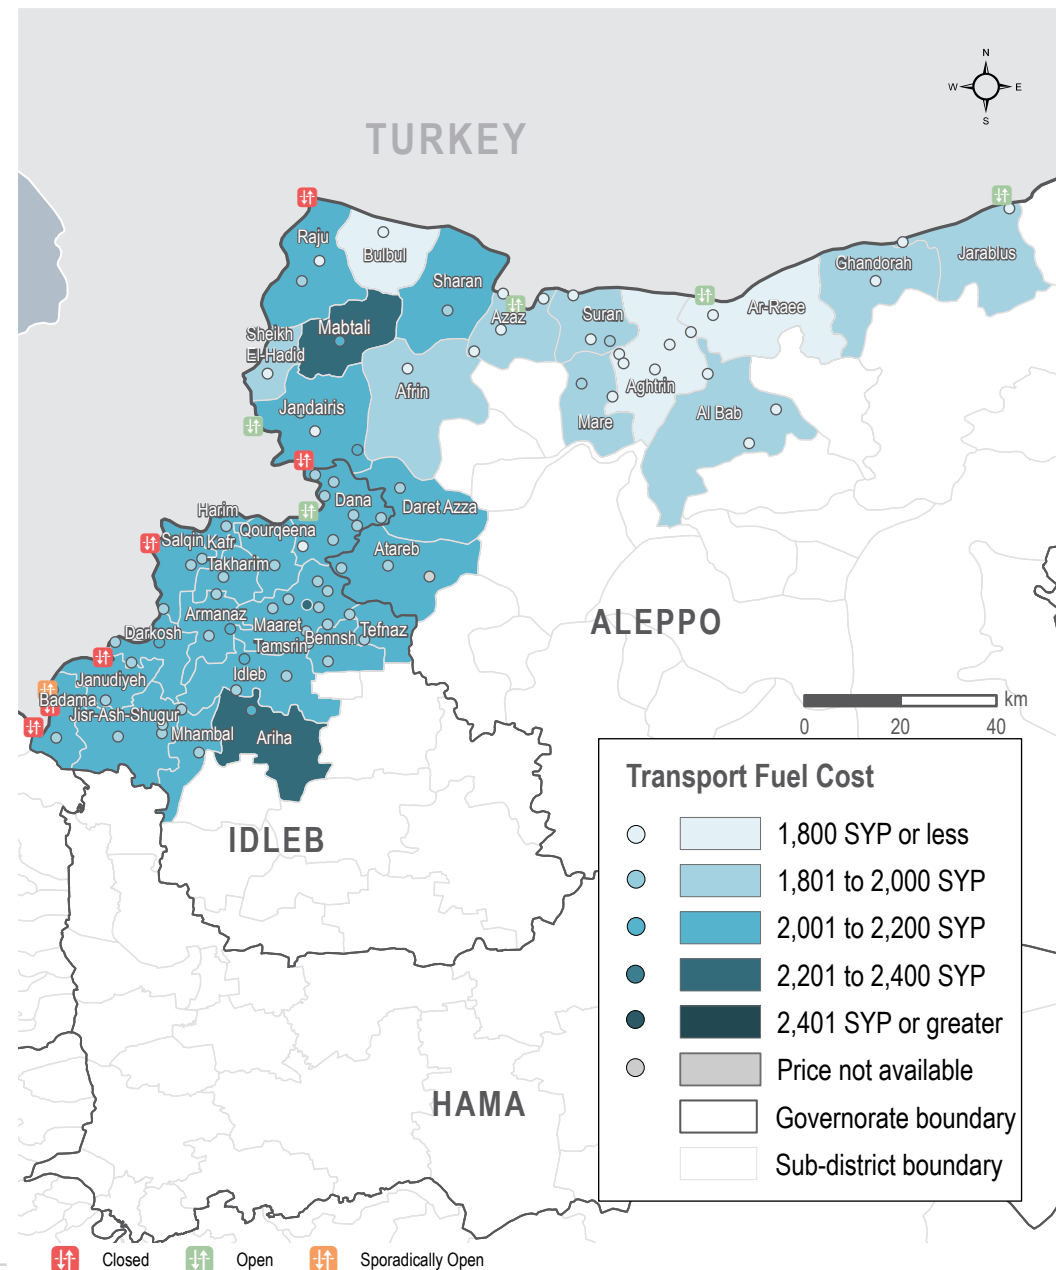 N
W
E
S
TURKEY
Raju
Bulbul
Sharan
Ghandorah
Jarablus
Ar-Raee
Azaz
Suran
Mabtali
Sheikh
El-Hadid
Afrin
Aghtrin
Jandairis
Al Bab
Mare
Dana
Daret Azza
Harim
Qourqeena
Salqin
Kafr
Takharim
Atareb
Armanaz
Maaret
Tamsrin
Bennsh
Tefnaz
Darkosh
ALEPPO
Idleb
Janudiyeh
Badama
Jisr-Ash-Shugur
Mhambal
Ariha
km
0
20
40
IDLEB
HAMA
Transport Fuel Cost
1,800 SYP or less
1,801 to 2,000 SYP
2,001 to 2,200 SYP
2,201 to 2,400 SYP
2,401 SYP or greater
Price not available
Governorate boundary
Sub-district boundary
Closed
Open
Sporadically Open